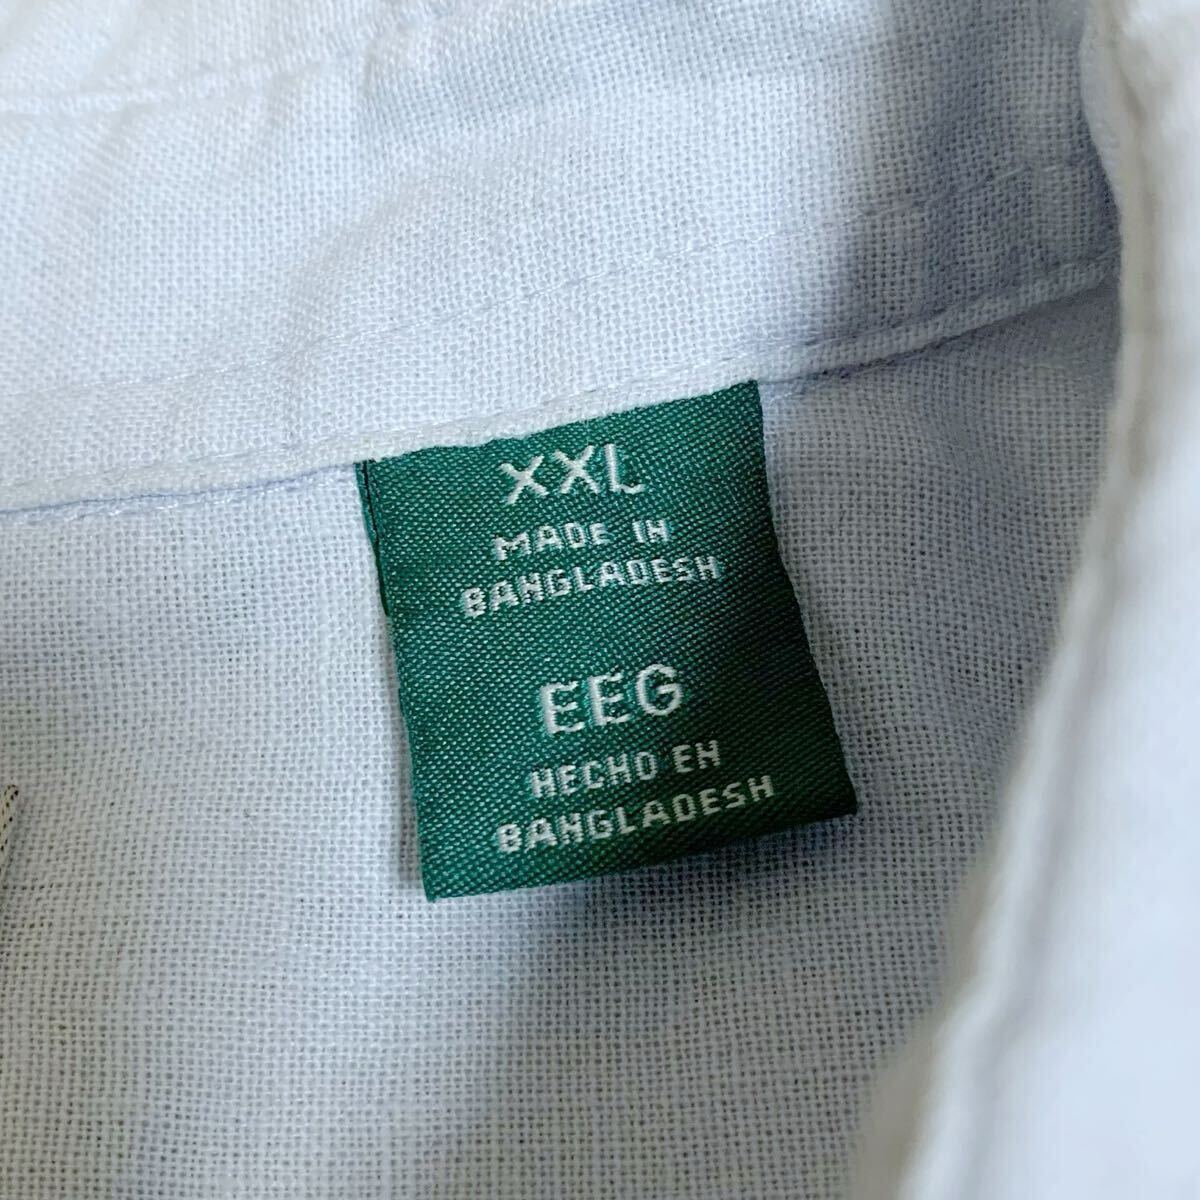 XXL
MADE IN
BANGLADESH
EEG
HECHO EN
BANGLADESH